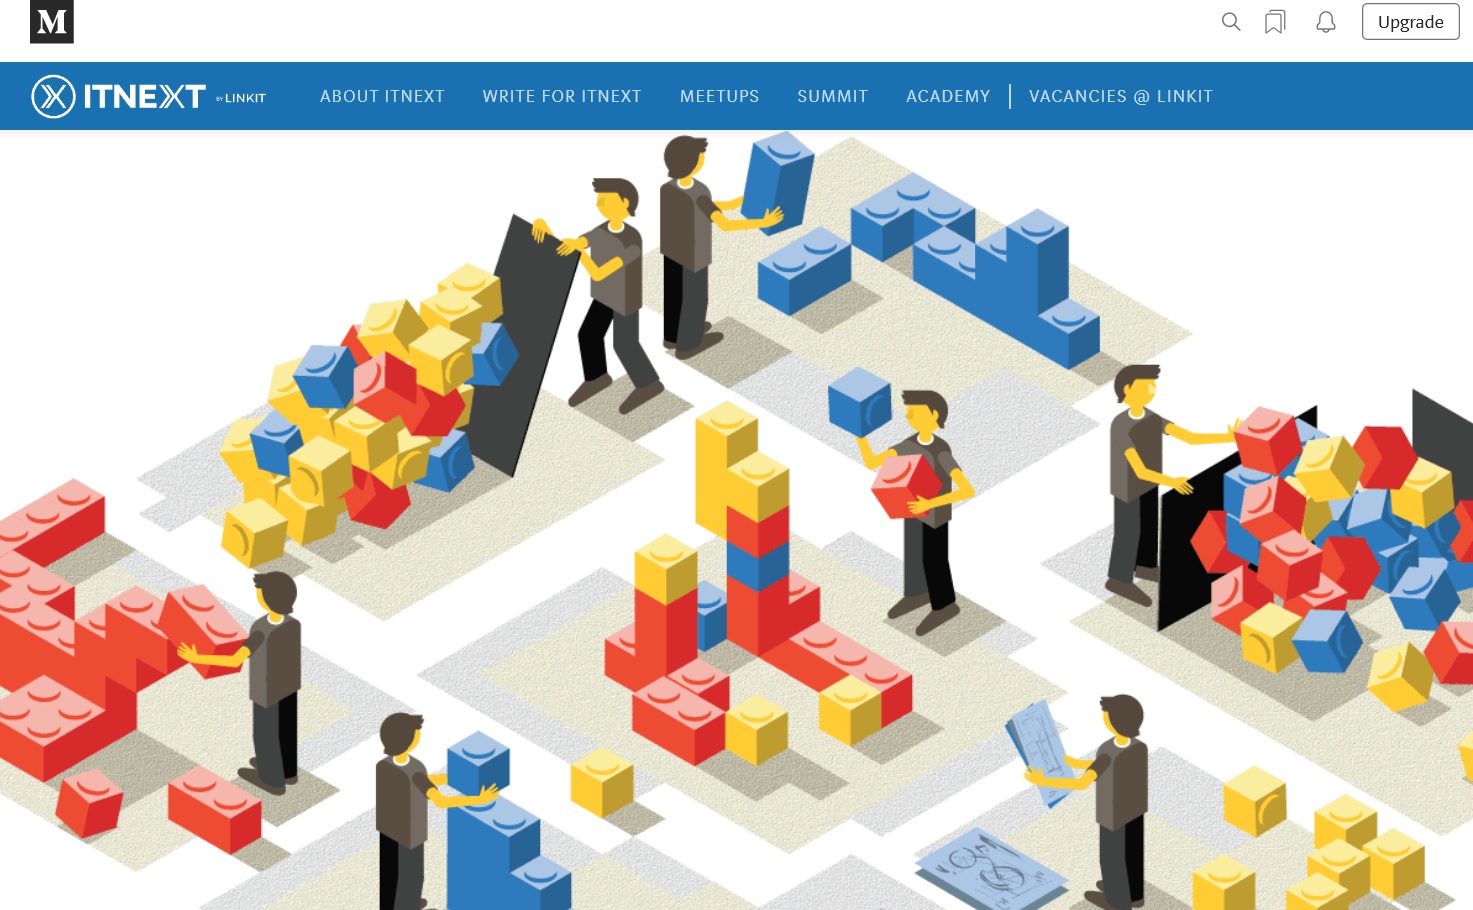 M
Upgrade
ITNEXT BY LINKIT
ABOUT ITNEXT
WRITE FOR ITNEXT
MEETUPS
SUMMIT
ACADEMY
VACANCIES @ LINKIT